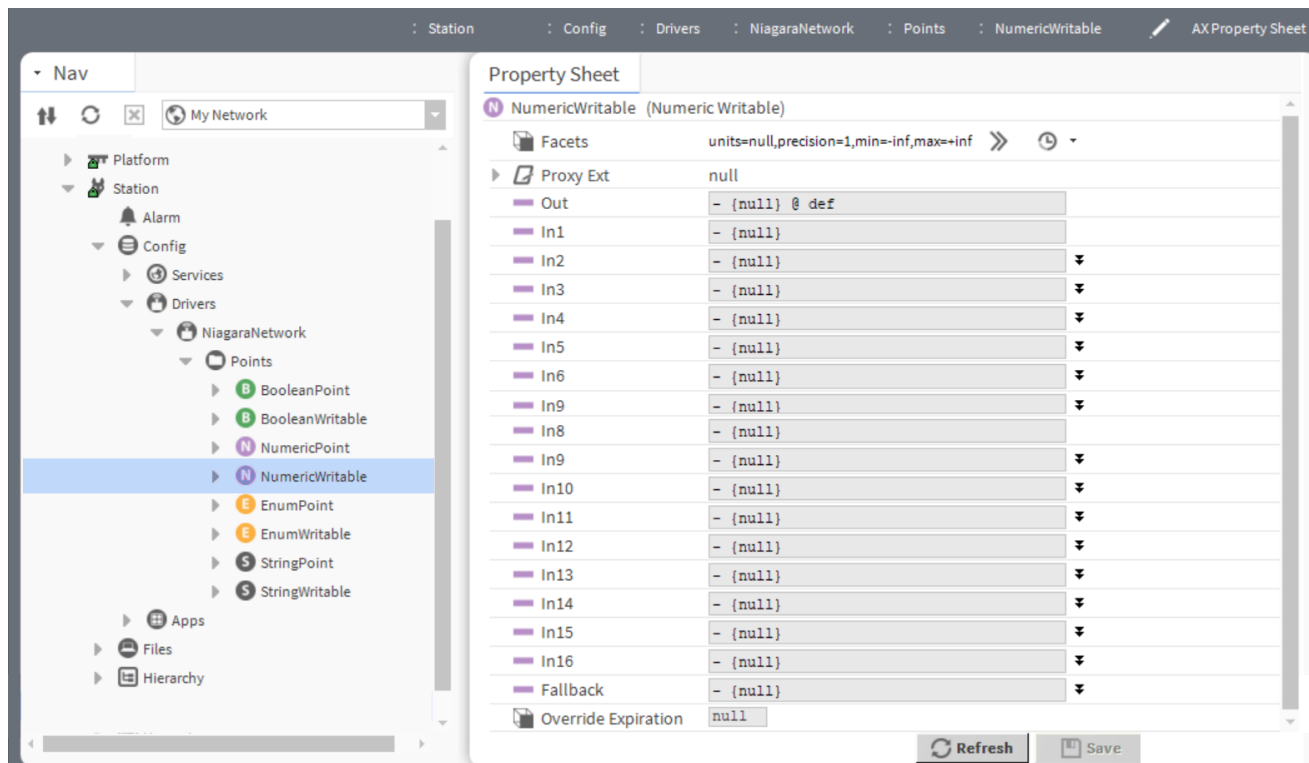 : Station : Config : Drivers : NiagaraNetwork : Points : NumericWritable AX Property Sheet
Nav
My Network
Platform
Station
Alarm
Config
Services
Drivers
NiagaraNetwork
Points
B BooleanPoint
B BooleanWritable
N NumericPoint
N NumericWritable
E EnumPoint
E EnumWritable
S StringPoint
S StringWritable
Apps
Files
Hierarchy
Property Sheet
N NumericWritable (Numeric Writable)
Facets units=null,precision=1,min=-inf,max=+inf
Proxy Ext null
Out - {null} @ def
In1 - {null}
In2 - {null}
In3 - {null}
In4 - {null}
In5 - {null}
In6 - {null}
In9 - {null}
In8 - {null}
In9 - {null}
In10 - {null}
In11 - {null}
In12 - {null}
In13 - {null}
In14 - {null}
In15 - {null}
In16 - {null}
Fallback - {null}
Override Expiration null
Refresh Save